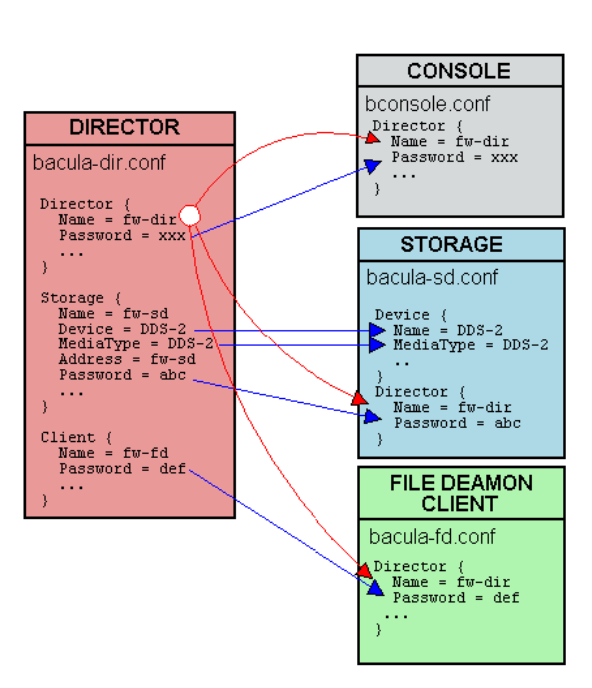 DIRECTOR
bacula-dir.conf
Director {
Name = fw-dir
Password = xxx
...
}
Storage {
Name = fw-sd
Device = DDS-2
MediaType = DDS-2
Address = fw-sd
Password = abc
...
}
Client {
Name = fw-fd
Password = def
...
}
CONSOLE
bconsole.conf
Director {
Name = fw-dir
Password = xxx
...
}
STORAGE
bacula-sd.conf
Device {
Name = DDS-2
MediaType = DDS-2
..
}
Director {
Name = fw-dir
Password = abc
}
FILE DEAMON
CLIENT
bacula-fd.conf
Director {
Name = fw-dir
Password = def
...
}